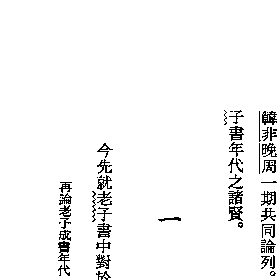 韓非晚周一期共同論列
子書年代之諸賢。
一
今先就老子書中對於
再論老子成書年代